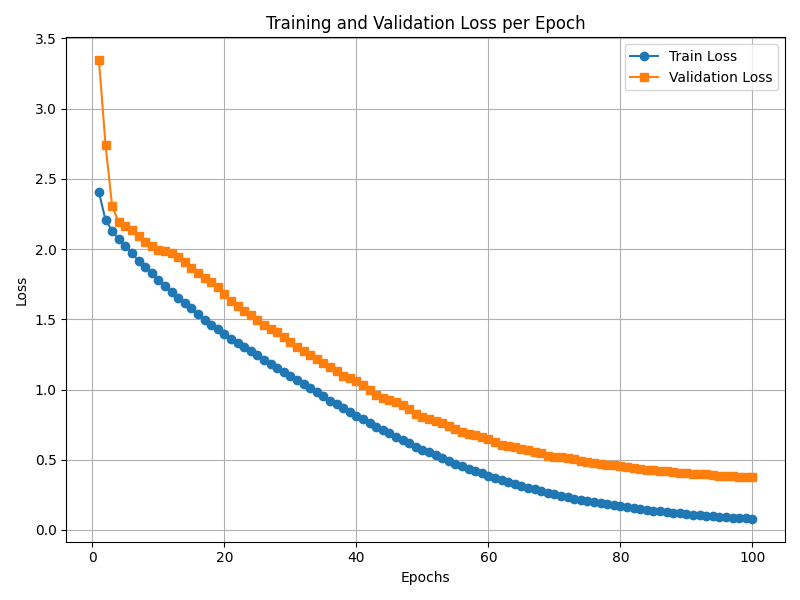 Training and Validation Loss per Epoch
Train Loss
Validation Loss
3.5
3.0
2.5
2.0
1.5
1.0
0.5
0.0
Loss
0 20 40 60 80 100
Epochs